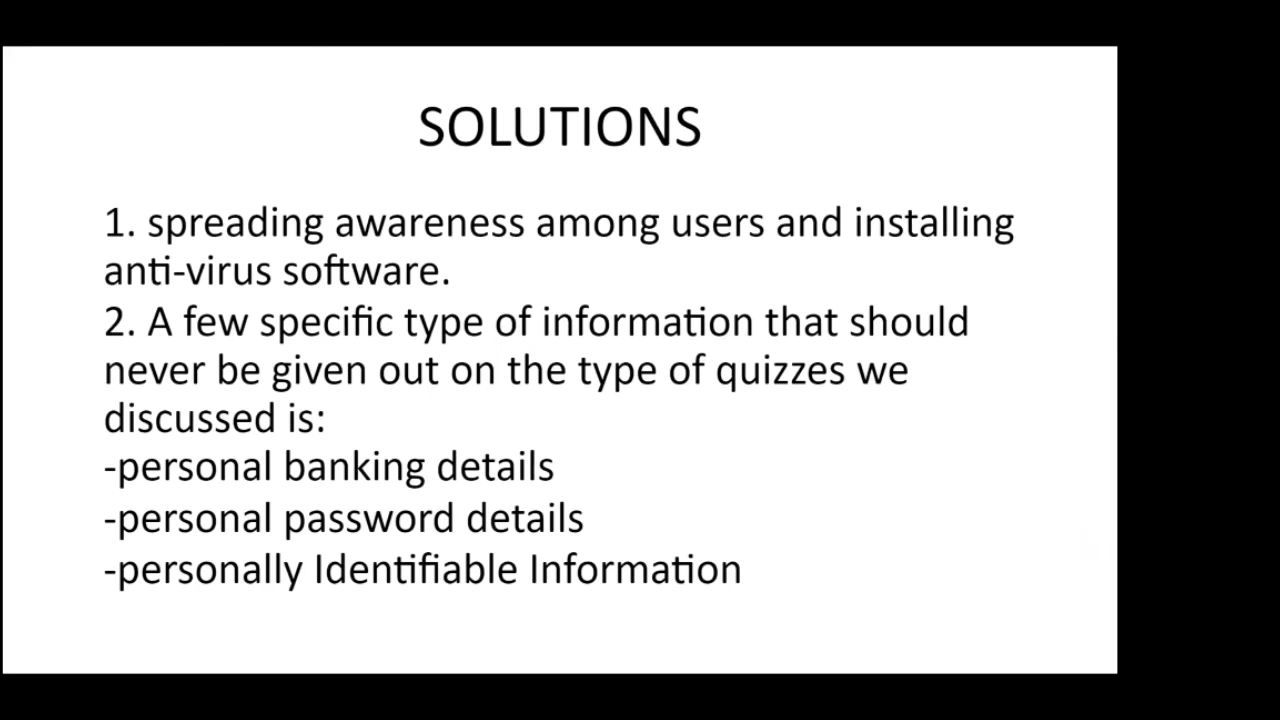 SOLUTIONS
1. spreading awareness among users and installing
anti-virus software.
2. A few specific type of information that should
never be given out on the type of quizzes we
discussed is:
-personal banking details
-personal password details
-personally Identifiable Information